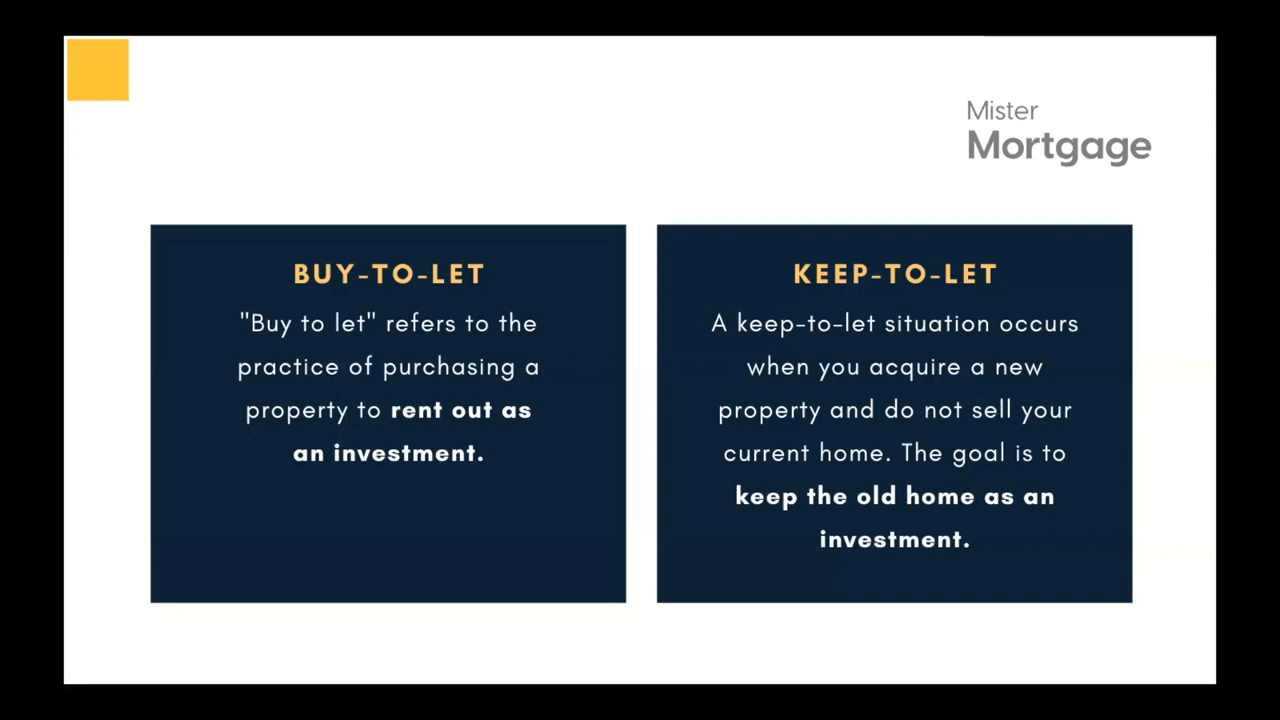 Mister
Mortgage
BUY-TO-LET
"Buy to let" refers to the
practice of purchasing a
property to rent out as
an investment.
KEEP-TO-LET
A keep-to-let situation occurs
when you acquire a new
property and do not sell your
current home. The goal is to
keep the old home as an
investment.